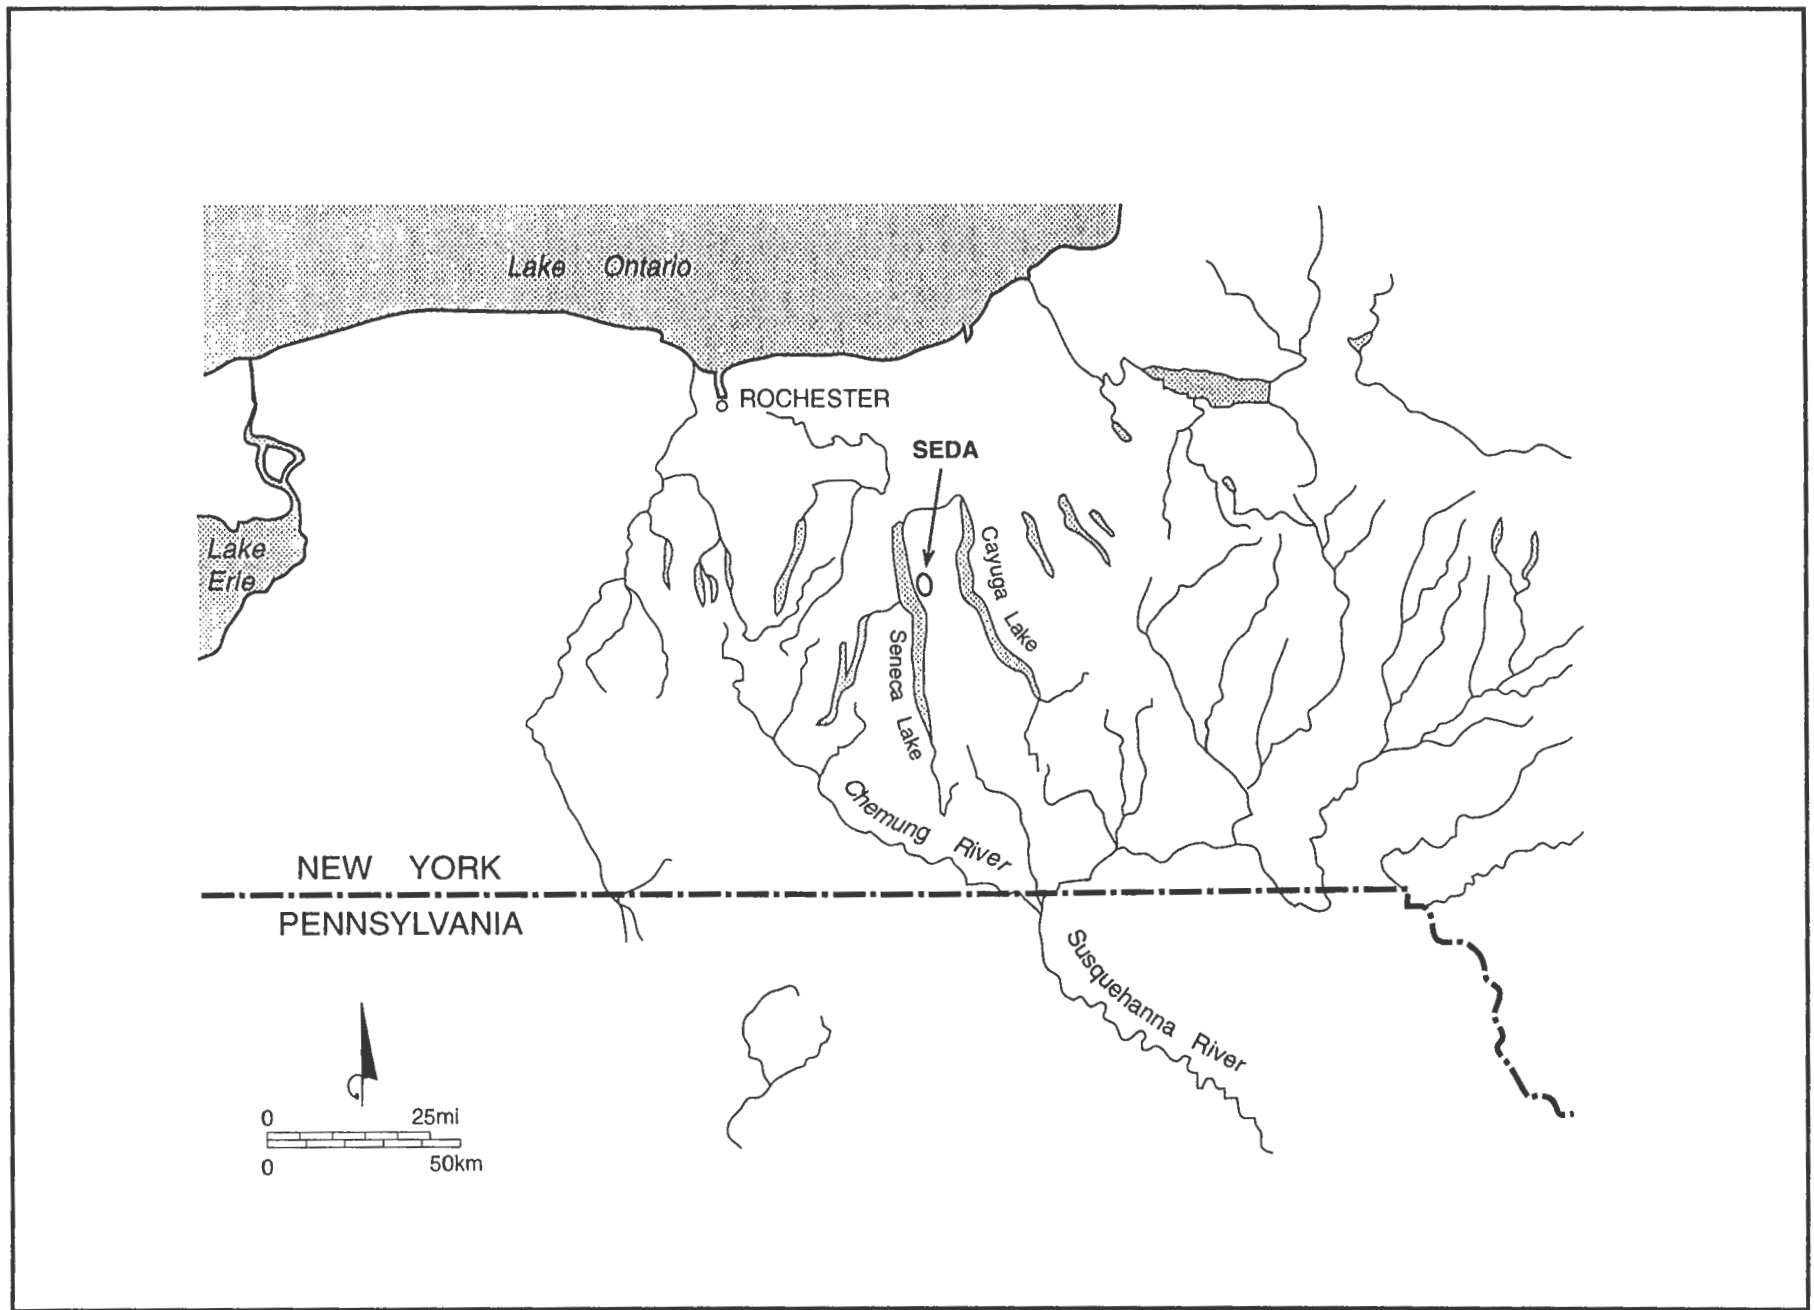 Lake Ontario
ROCHESTER
SEDA
Lake
Erie
Cayuga Lake
Seneca Lake
Chemung River
NEW YORK
PENNSYLVANIA
Susquehanna River
0 25mi
0 50km